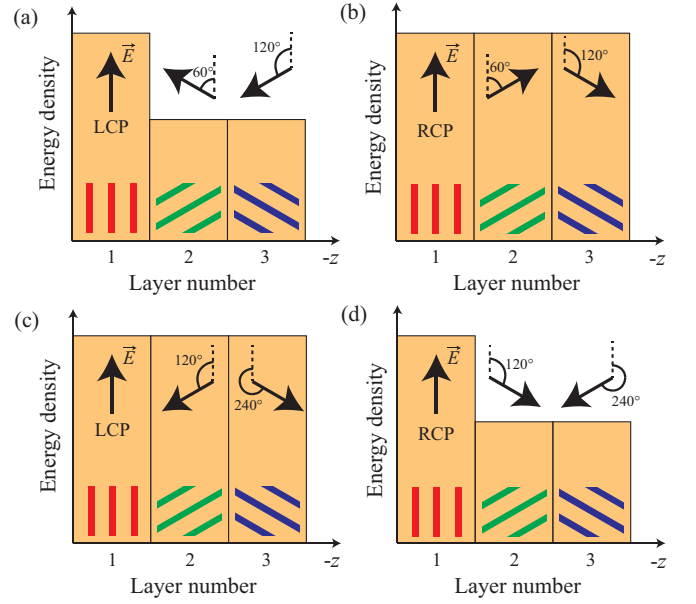 (a)
Energy density
E⃗
LCP
60°
120°
1 2 3 -z
Layer number
(b)
Energy density
E⃗
RCP
60°
120°
1 2 3 -z
Layer number
(c)
Energy density
E⃗
LCP
120°
240°
1 2 3 -z
Layer number
(d)
Energy density
E⃗
RCP
120°
240°
1 2 3 -z
Layer number